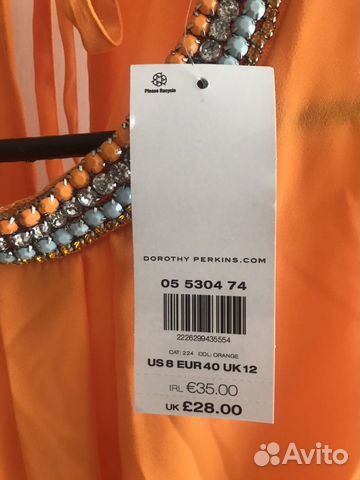 Please Recycle
DOROTHY PERKINS.COM
05 5304 74
2226299435554
CAT: 224 COL: ORANGE
US 8 EUR 40 UK 12
IRL €35.00
UK £28.00
Avito